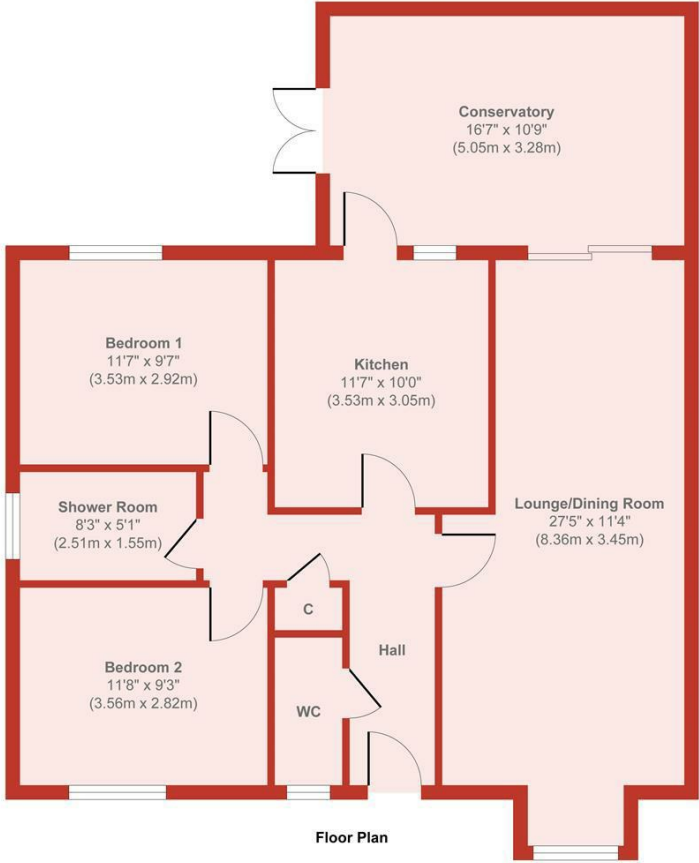 Conservatory
16'7" x 10'9"
(5.05m x 3.28m)
Bedroom 1
11'7" x 9'7"
(3.53m x 2.92m)
Kitchen
11'7" x 10'0"
(3.53m x 3.05m)
Shower Room
8'3" x 5'1"
(2.51m x 1.55m)
Lounge/Dining Room
27'5" x 11'4"
(8.36m x 3.45m)
C
Hall
Bedroom 2
11'8" x 9'3"
(3.56m x 2.82m)
WC
Floor Plan